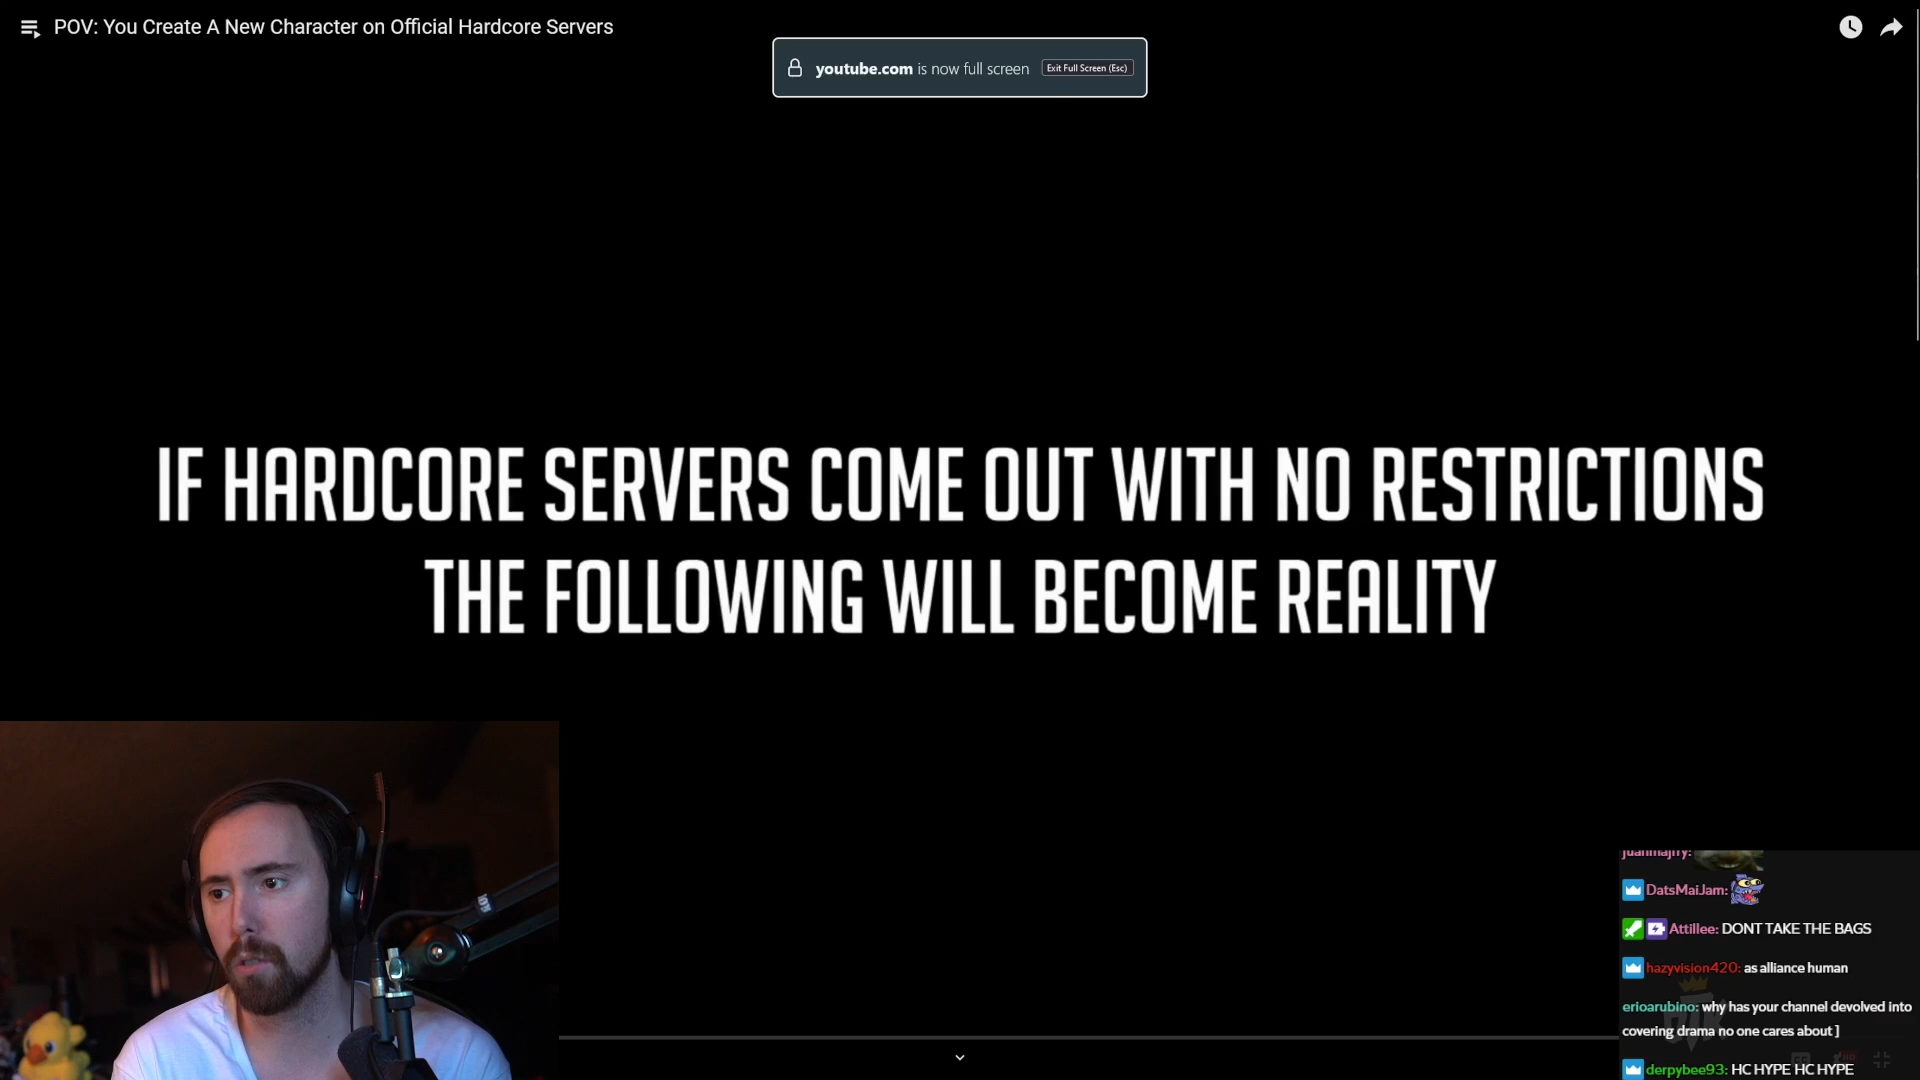 POV: You Create A New Character on Official Hardcore Servers
youtube.com is now full screen Exit Full Screen (Esc)
IF HARDCORE SERVERS COME OUT WITH NO RESTRICTIONS
THE FOLLOWING WILL BECOME REALITY
DatsMaiJam:
Attillee: DONT TAKE THE BAGS
hazyvision420: as alliance human
erioarubino: why has your channel devolved into
covering drama no one cares about ]
derpybee93: HC HYPE HC HYPE